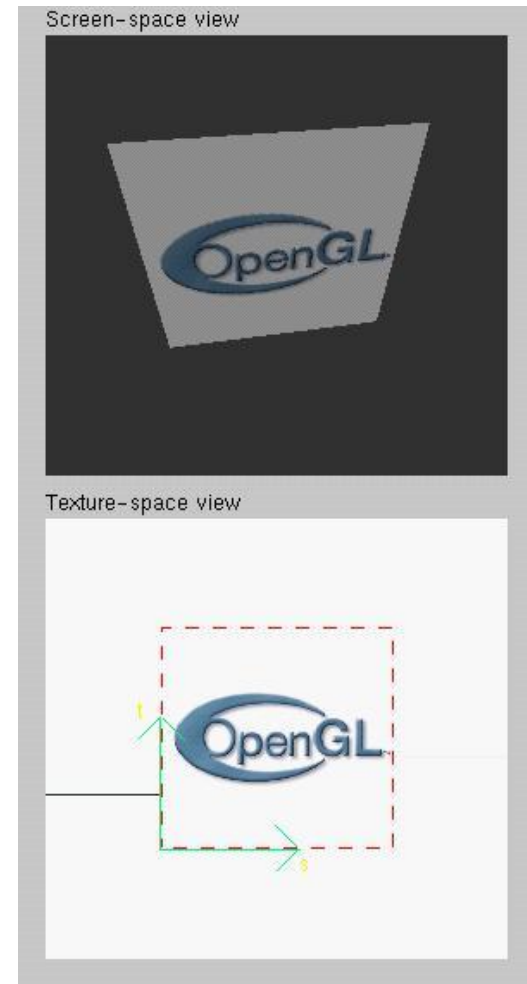 Screen-space view
OpenGL
Texture-space view
t
OpenGL
s